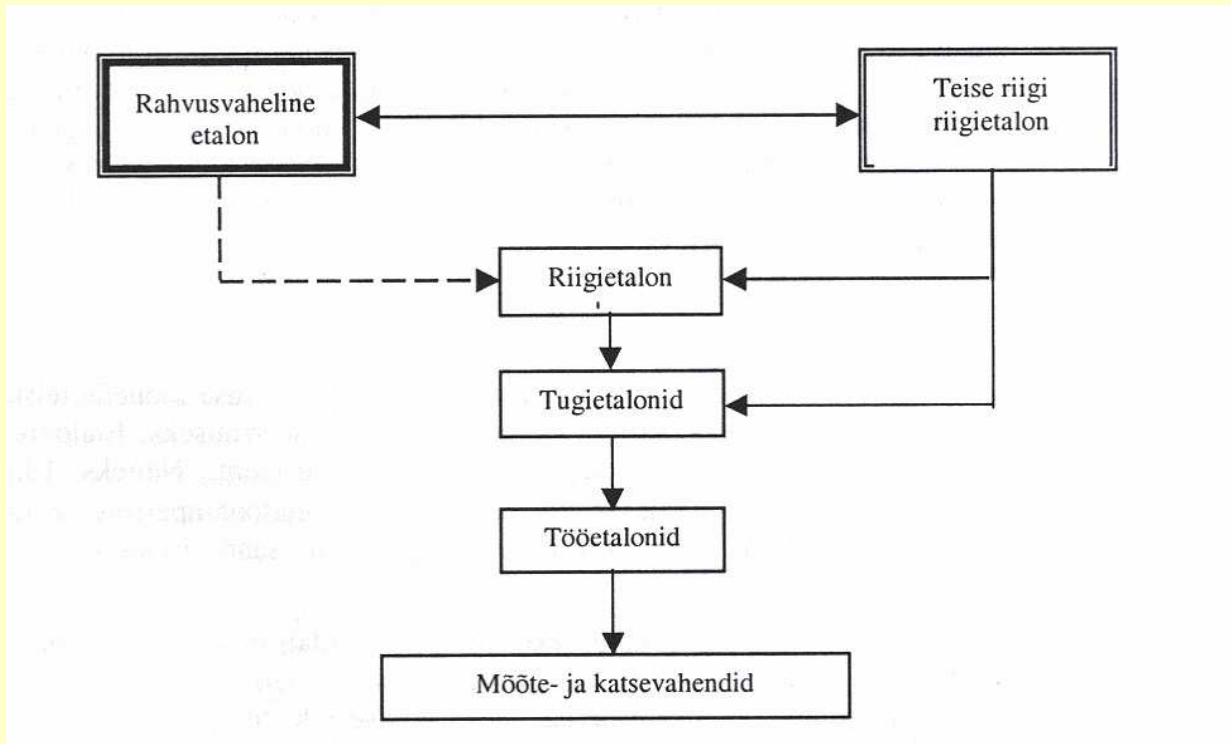 Rahvusvaheline
etalon
Teise riigi
riigietalon
Riigietalon
Tugietalonid
Tööetalonid
Mõõte- ja katsevahendid